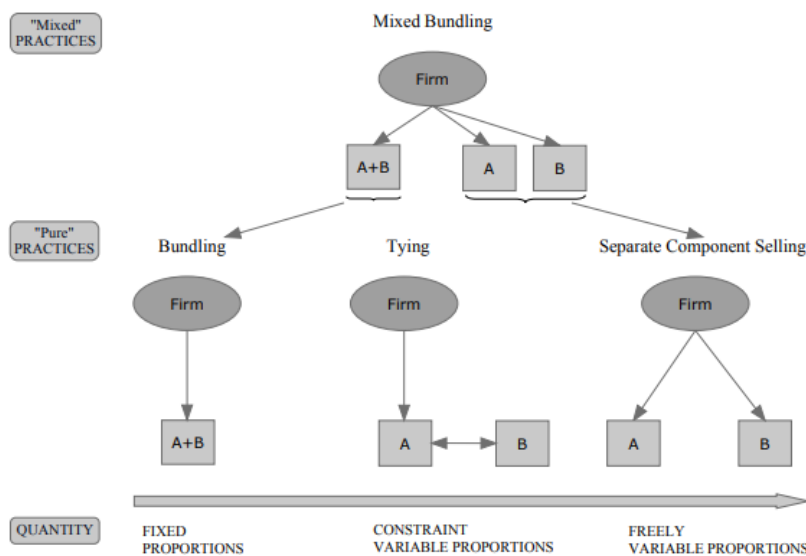 "Mixed"
PRACTICES
Mixed Bundling
Firm
A+B
A
B
"Pure"
PRACTICES
Bundling
Tying
Separate Component Selling
Firm
Firm
Firm
A+B
A
B
A
B
QUANTITY
FIXED
PROPORTIONS
CONSTRAINT
VARIABLE PROPORTIONS
FREELY
VARIABLE PROPORTIONS